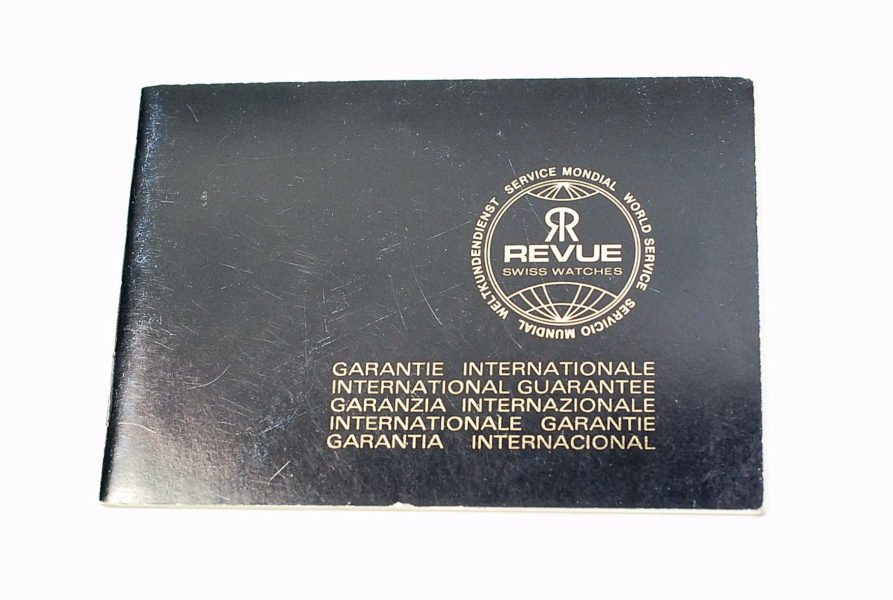 SERVICE MONDIAL WORLD SERVICE SERVICIO MUNDIAL WELTKUNDENDIENST
RR
REVUE
SWISS WATCHES
GARANTIE INTERNATIONALE
INTERNATIONAL GUARANTEE
GARANZIA INTERNAZIONALE
INTERNATIONALE GARANTIE
GARANTIA INTERNÁCIONAL